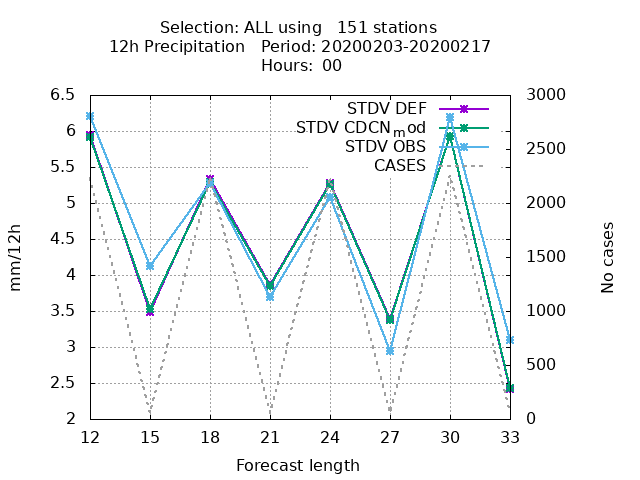 Selection: ALL using   151 stations
12h Precipitation   Period: 20200203-20200217
Hours: 00
STDV DEF
STDV CDCNmod
STDV OBS
CASES
6.5
6
5.5
5
4.5
4
3.5
3
2.5
2
3000
2500
2000
1500
1000
500
0
mm/12h
No cases
12 15 18 21 24 27 30 33
Forecast length